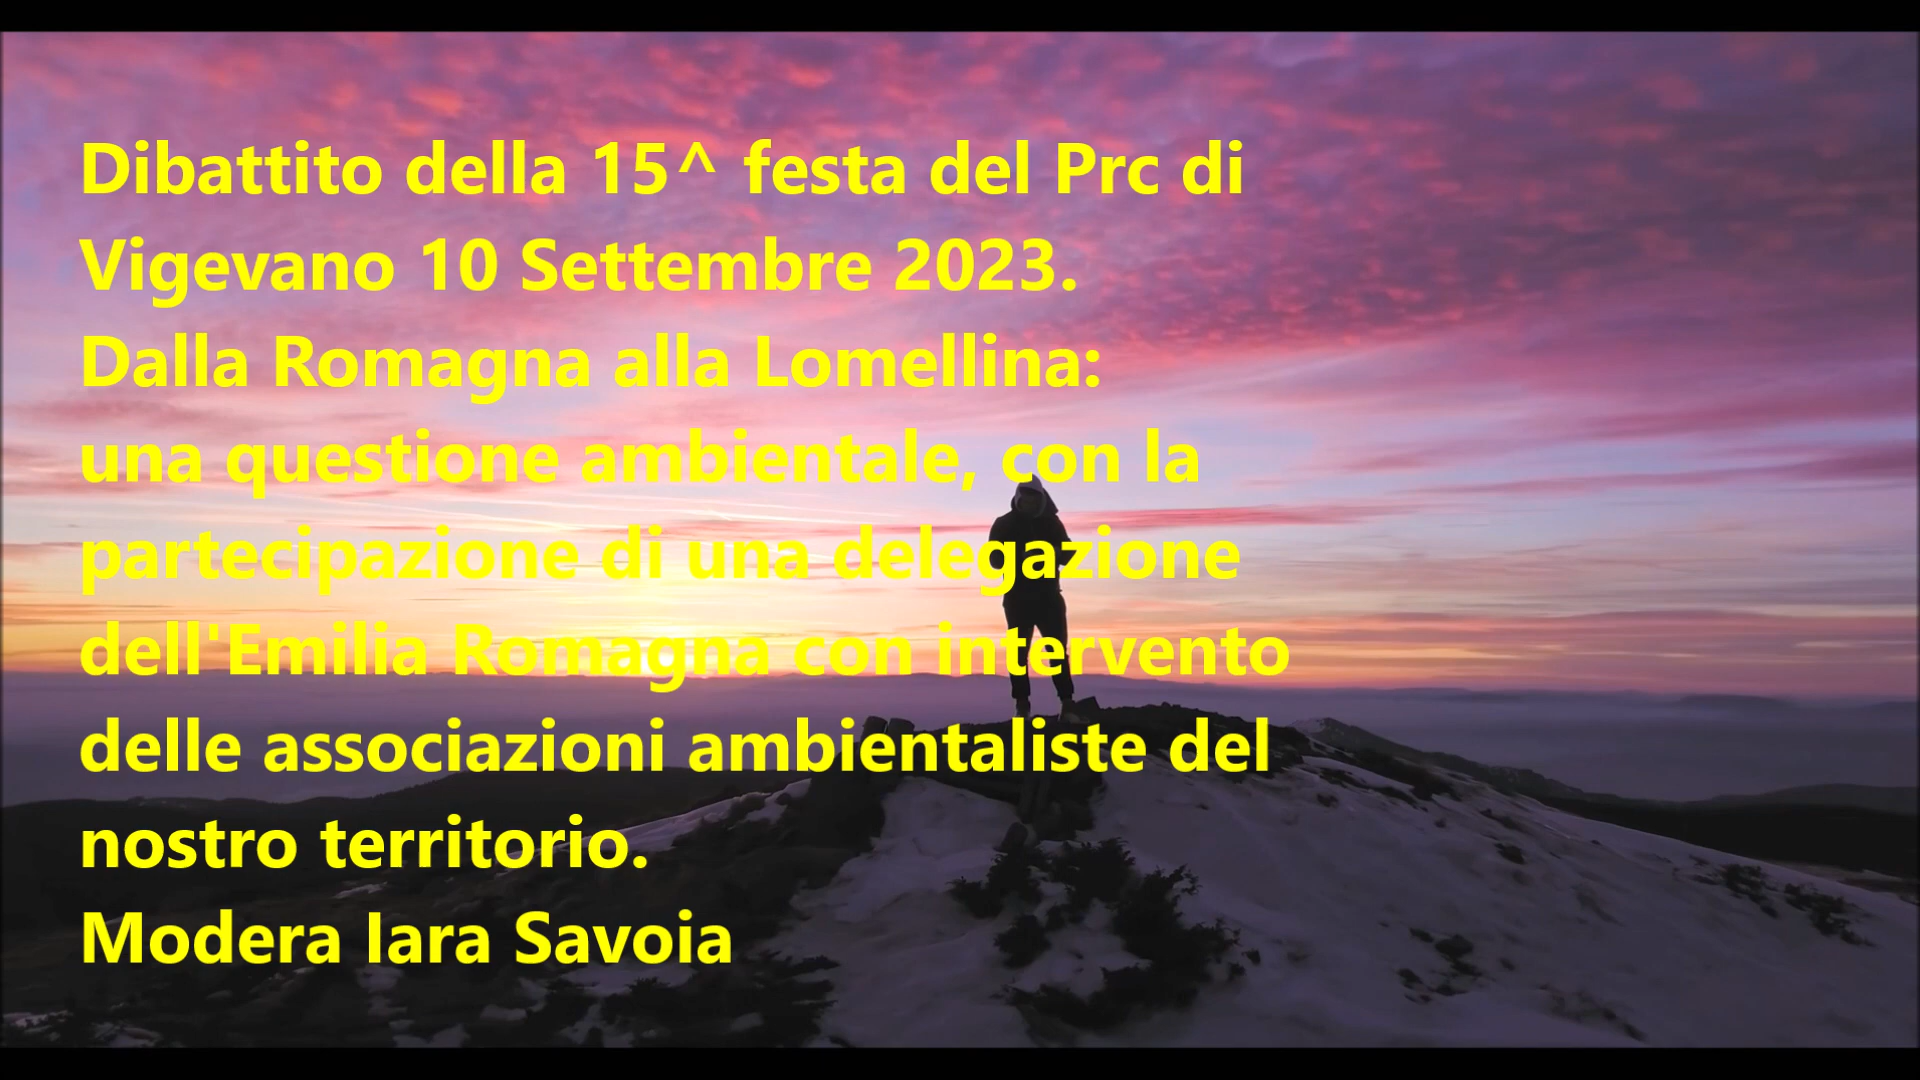 Dibattito della 15^ festa del Prc di
Vigevano 10 Settembre 2023.
Dalla Romagna alla Lomellina:
una questione ambientale, con la
partecipazione di una delegazione
dell'Emilia Romagna con intervento
delle associazioni ambientaliste del
nostro territorio.
Modera Iara Savoia